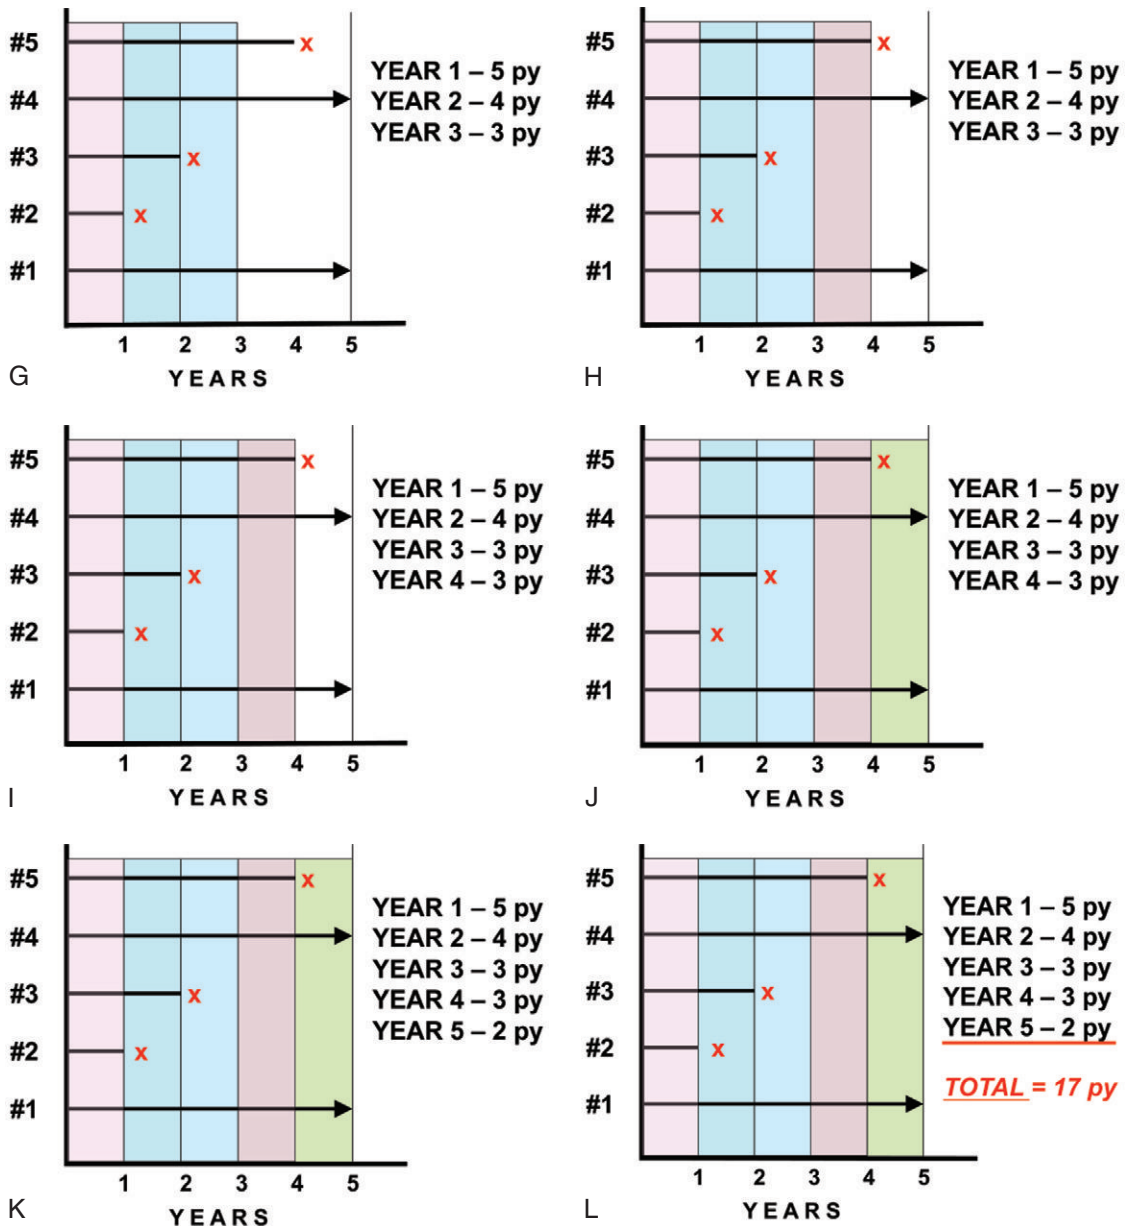 #5
x
#4
#3
x
#2
x
#1
YEAR 1 – 5 py
YEAR 2 – 4 py
YEAR 3 – 3 py
1 2 3 4 5
YEARS
G
#5
x
#4
#3
x
#2
x
#1
YEAR 1 – 5 py
YEAR 2 – 4 py
YEAR 3 – 3 py
1 2 3 4 5
YEARS
H
#5
x
#4
#3
x
#2
x
#1
YEAR 1 – 5 py
YEAR 2 – 4 py
YEAR 3 – 3 py
YEAR 4 – 3 py
1 2 3 4 5
YEARS
I
#5
x
#4
#3
x
#2
x
#1
YEAR 1 – 5 py
YEAR 2 – 4 py
YEAR 3 – 3 py
YEAR 4 – 3 py
1 2 3 4 5
YEARS
J
#5
x
#4
#3
x
#2
x
#1
YEAR 1 – 5 py
YEAR 2 – 4 py
YEAR 3 – 3 py
YEAR 4 – 3 py
YEAR 5 – 2 py
1 2 3 4 5
YEARS
K
#5
x
#4
#3
x
#2
x
#1
YEAR 1 – 5 py
YEAR 2 – 4 py
YEAR 3 – 3 py
YEAR 4 – 3 py
YEAR 5 – 2 py
TOTAL = 17 py
1 2 3 4 5
YEARS
L